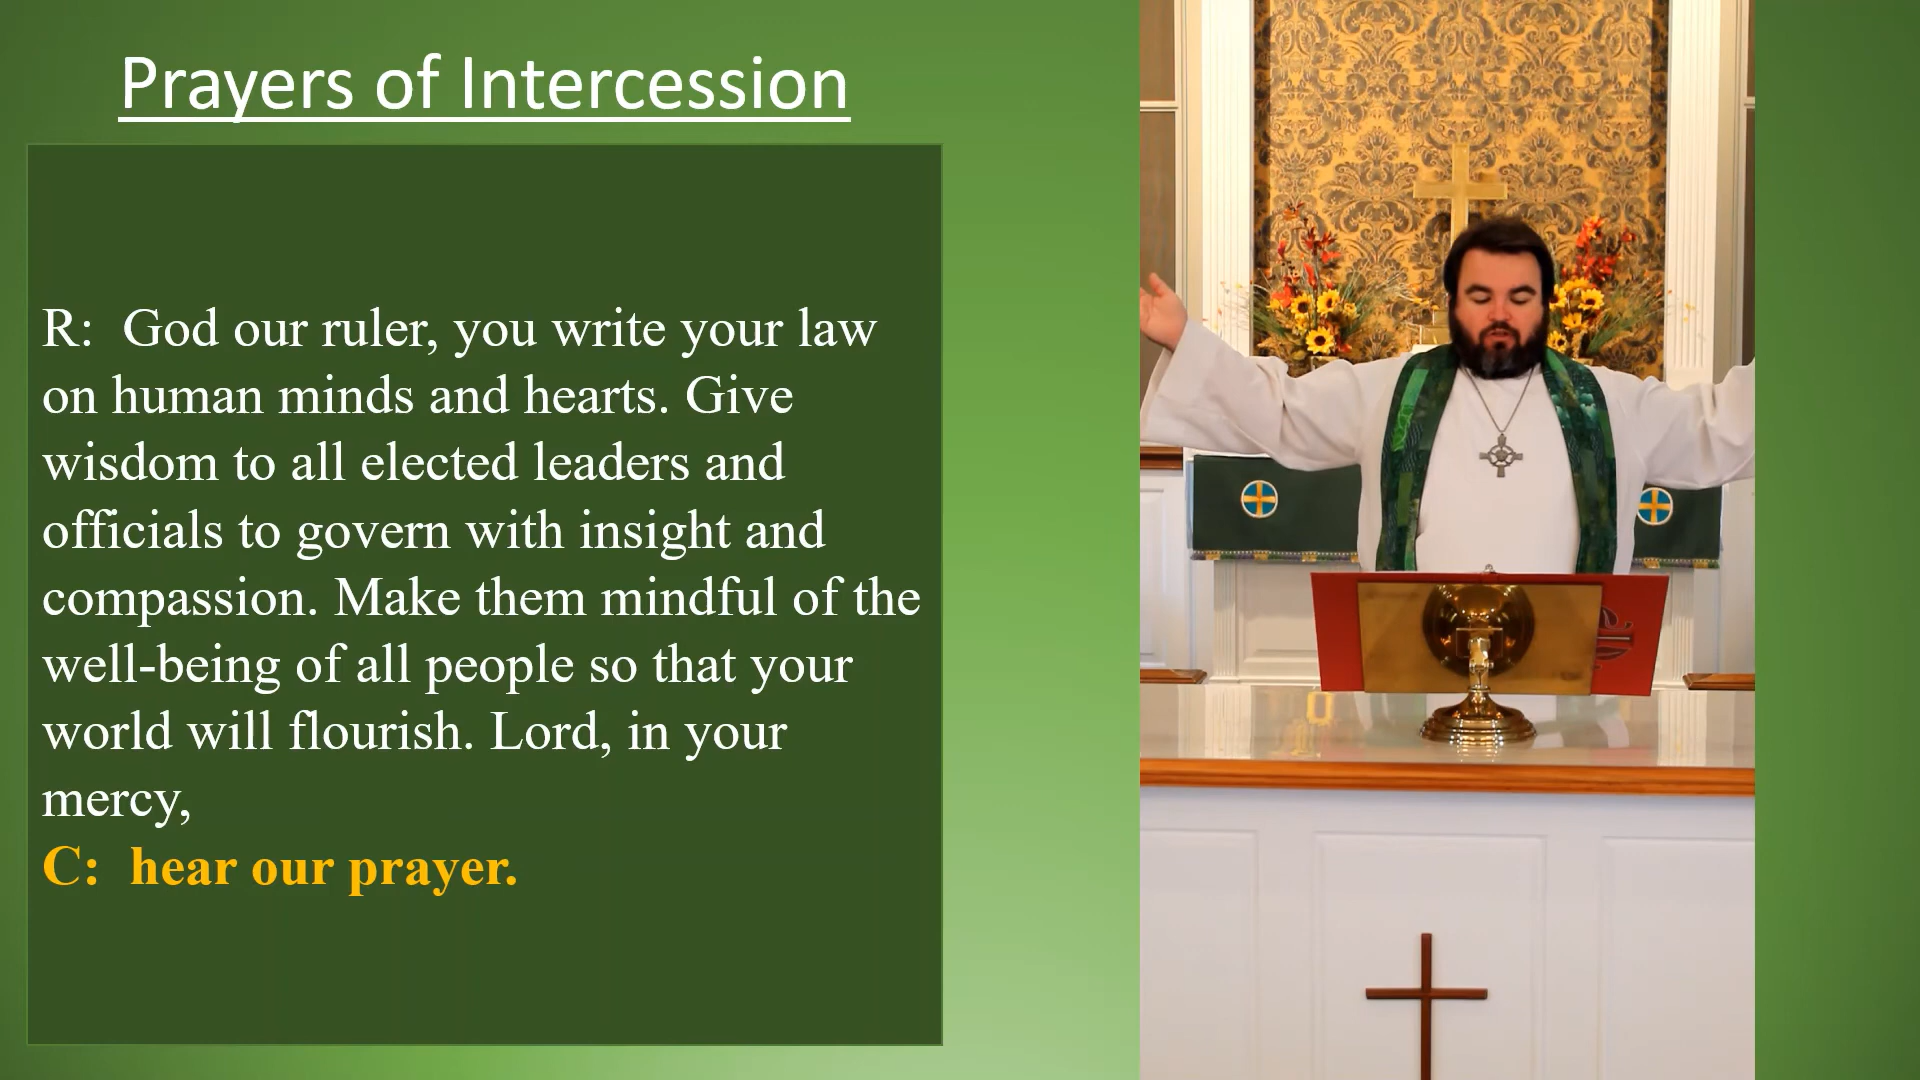 Prayers of Intercession
R:  God our ruler, you write your law
on human minds and hearts. Give
wisdom to all elected leaders and
officials to govern with insight and
compassion. Make them mindful of the
well-being of all people so that your
world will flourish. Lord, in your
mercy,
C:  hear our prayer.